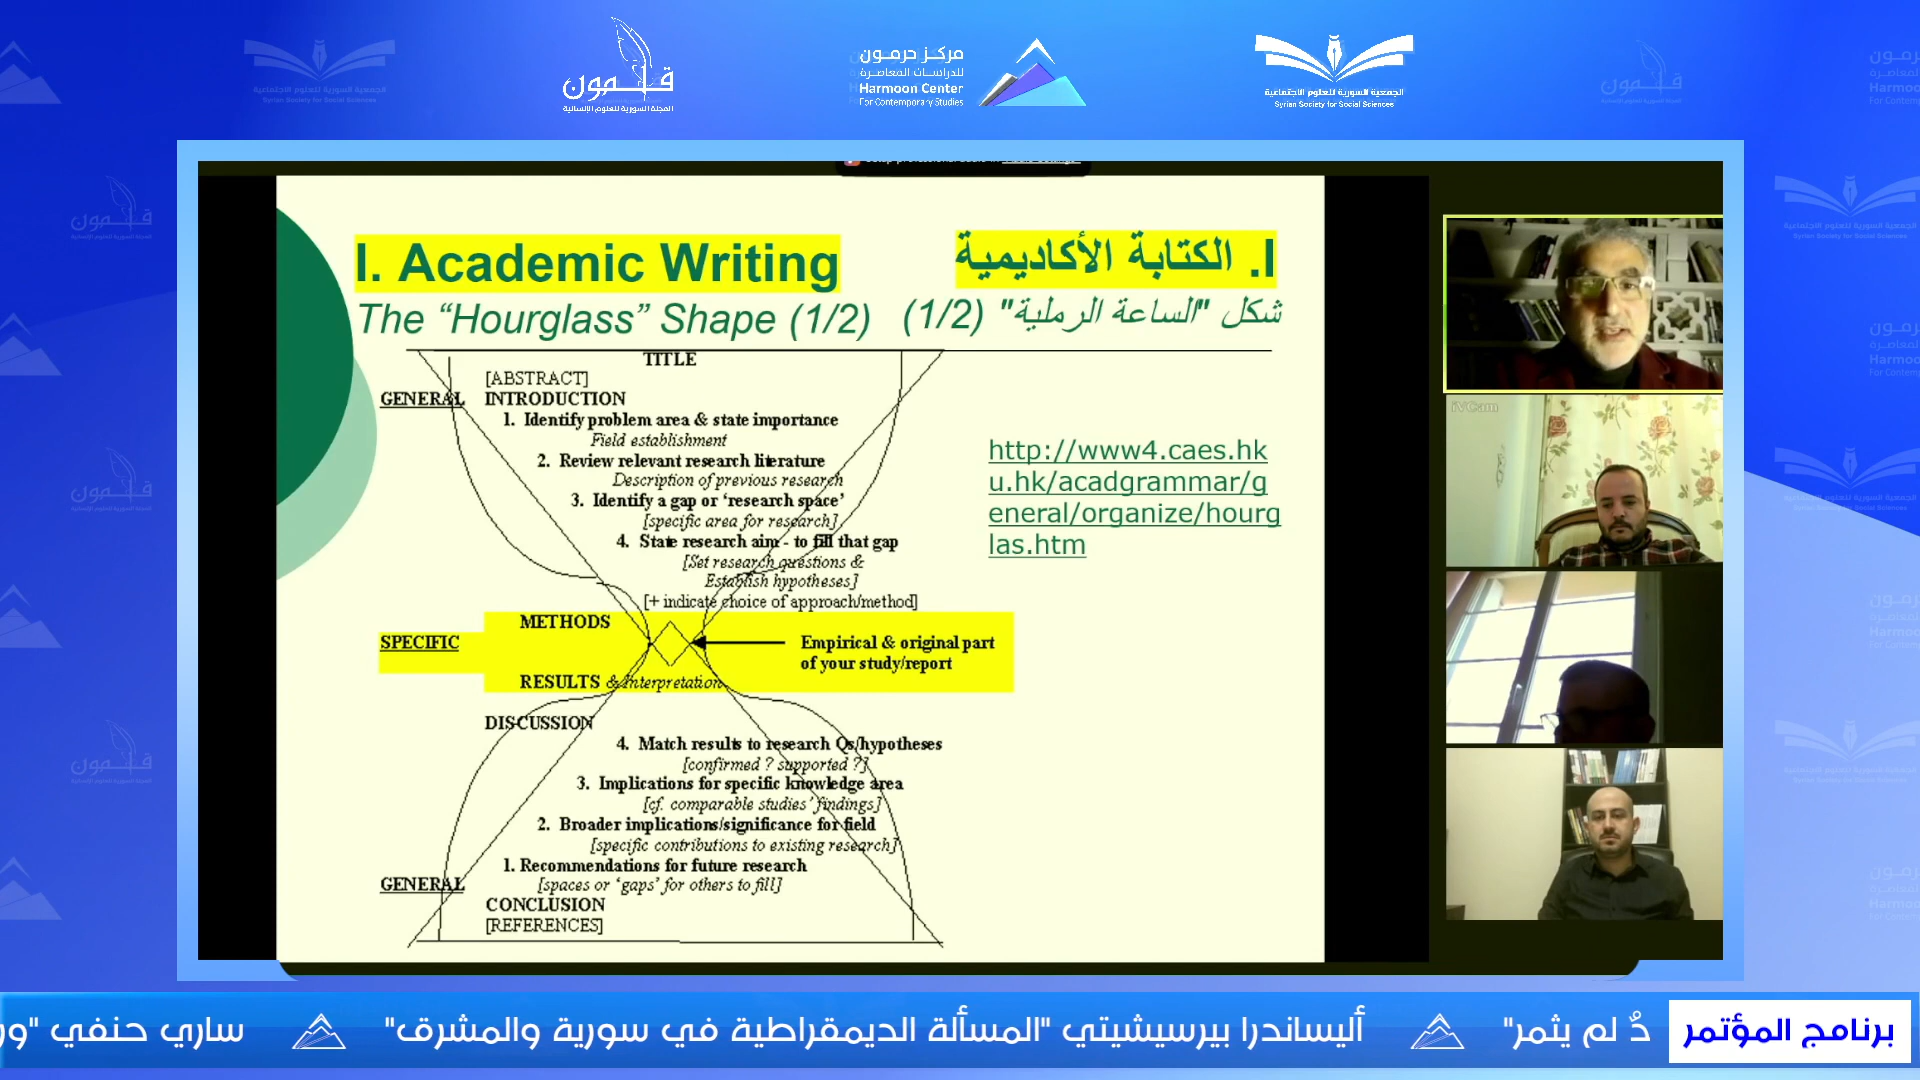 قلمون
المجلة السورية للعلوم الإنسانية
مركز حرمون
للدراسات المعاصرة
Harmoon Center
For Contemporary Studies
الجمعية السورية للعلوم الاجتماعية
Syrian Society for Social Sciences
I. Academic Writing
I. الكتابة الأكاديمية
The “Hourglass” Shape (1/2)
شكل "الساعة الرملية" (1/2)
TITLE
[ABSTRACT]
GENERAL INTRODUCTION
1. Identify problem area & state importance
Field establishment
2. Review relevant research literature
Description of previous research
3. Identify a gap or ‘research space’
[specific area for research]
4. State research aim - to fill that gap
[Set research questions &
Establish hypotheses]
[+ indicate choice of approach/method]
METHODS
SPECIFIC
Empirical & original part
of your study/report
RESULTS & Interpretation
DISCUSSION
4. Match results to research Qs/hypotheses
[confirmed ? supported ?]
3. Implications for specific knowledge area
[cf. comparable studies’ findings]
2. Broader implications/significance for field
[specific contributions to existing research]
1. Recommendations for future research
GENERAL [spaces or ‘gaps’ for others to fill]
CONCLUSION
[REFERENCES]
http://www4.caes.hk
u.hk/acadgrammar/g
eneral/organize/hourg
las.htm
iVCam
برنامج المؤتمر
دٌ لم يثمر"
أليساندرا بيرسيشيتي "المسألة الديمقراطية في سورية والمشرق"
ساري حنفي "ور